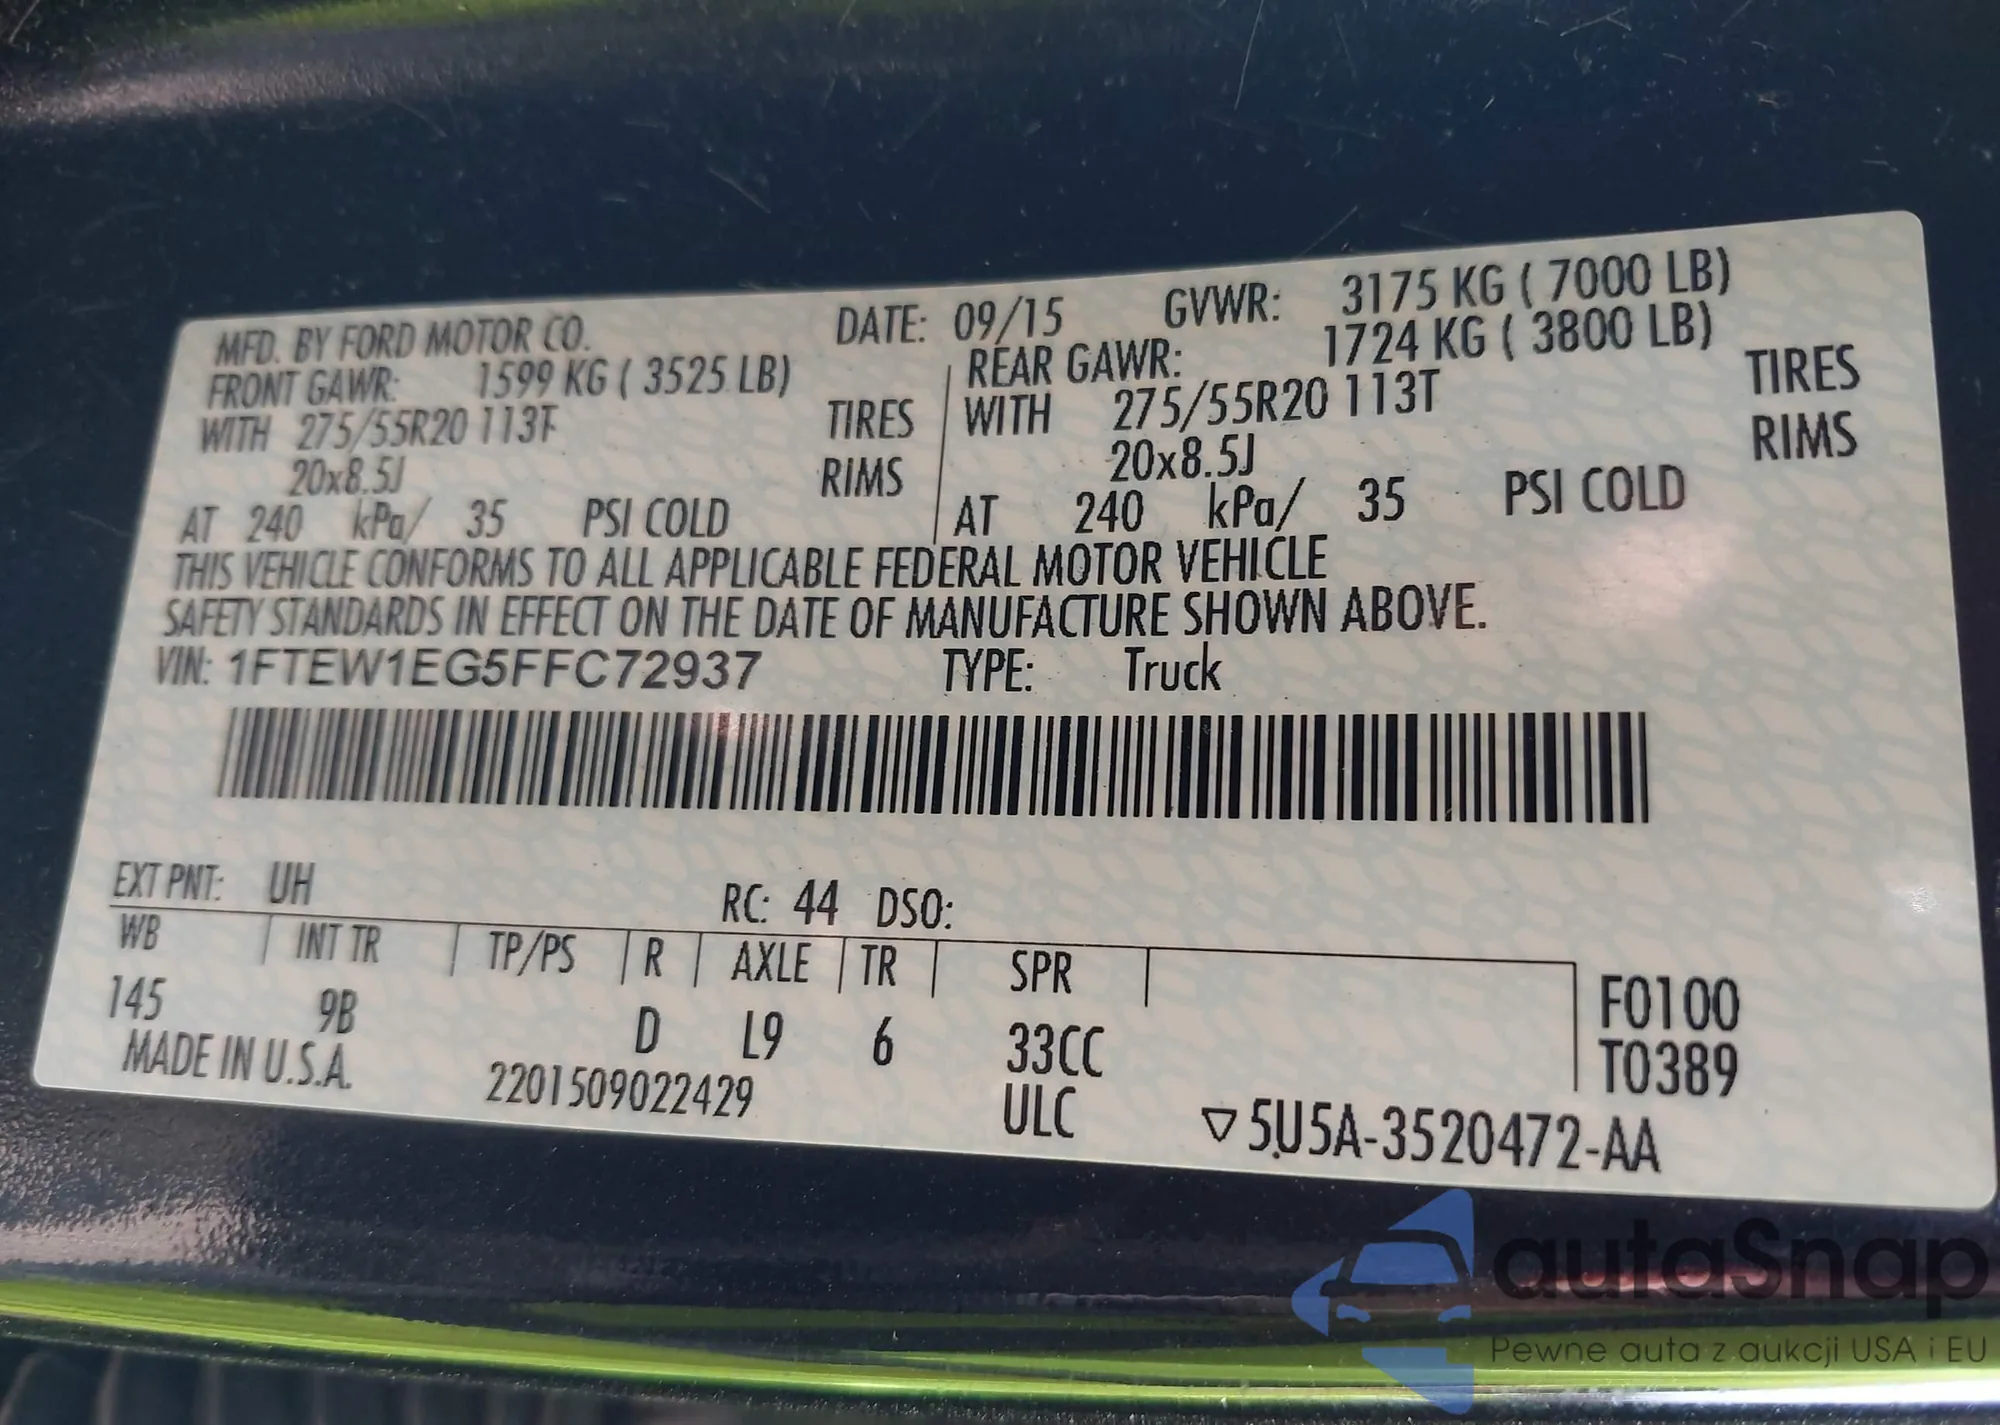 MFD. BY FORD MOTOR CO. DATE: 09/15 GVWR: 3175 KG ( 7000 LB)
FRONT GAWR: 1599 KG ( 3525 LB) REAR GAWR: 1724 KG ( 3800 LB)
WITH 275/55R20 113T TIRES WITH 275/55R20 113T TIRES
20x8.5J RIMS 20x8.5J RIMS
AT 240 kPa/ 35 PSI COLD AT 240 kPa/ 35 PSI COLD
THIS VEHICLE CONFORMS TO ALL APPLICABLE FEDERAL MOTOR VEHICLE
SAFETY STANDARDS IN EFFECT ON THE DATE OF MANUFACTURE SHOWN ABOVE.
VIN: 1FTEW1EG5FFC72937 TYPE: Truck
EXT PNT: UH RC: 44 DSO:
WB INT TR TP/PS R AXLE TR SPR
145 9B D L9 6 33CC F0100
T0389
MADE IN U.S.A. 2201509022429 ULC ▽5U5A-3520472-AA
autaSnap
Pewne auta z aukcji USA i EU